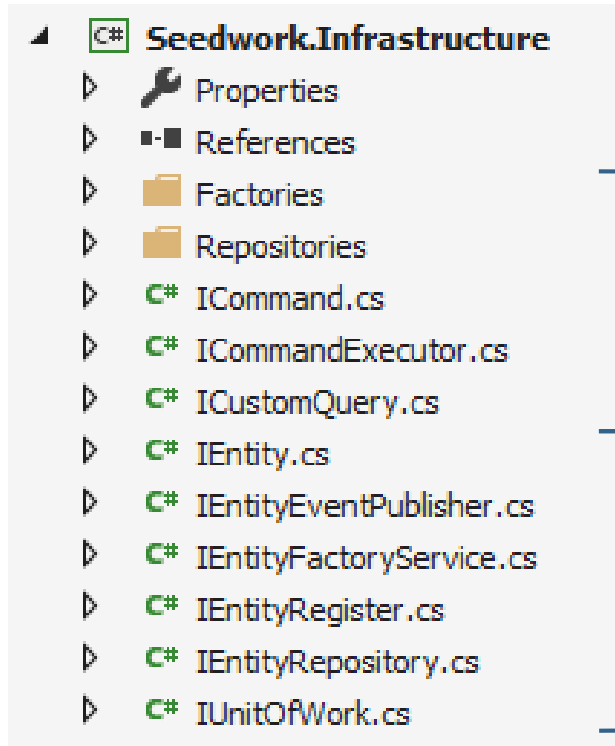 C# Seedwork.Infrastructure
Properties
References
Factories
Repositories
C# ICommand.cs
C# ICommandExecutor.cs
C# ICustomQuery.cs
C# IEntity.cs
C# IEntityEventPublisher.cs
C# IEntityFactoryService.cs
C# IEntityRegister.cs
C# IEntityRepository.cs
C# IUnitOfWork.cs